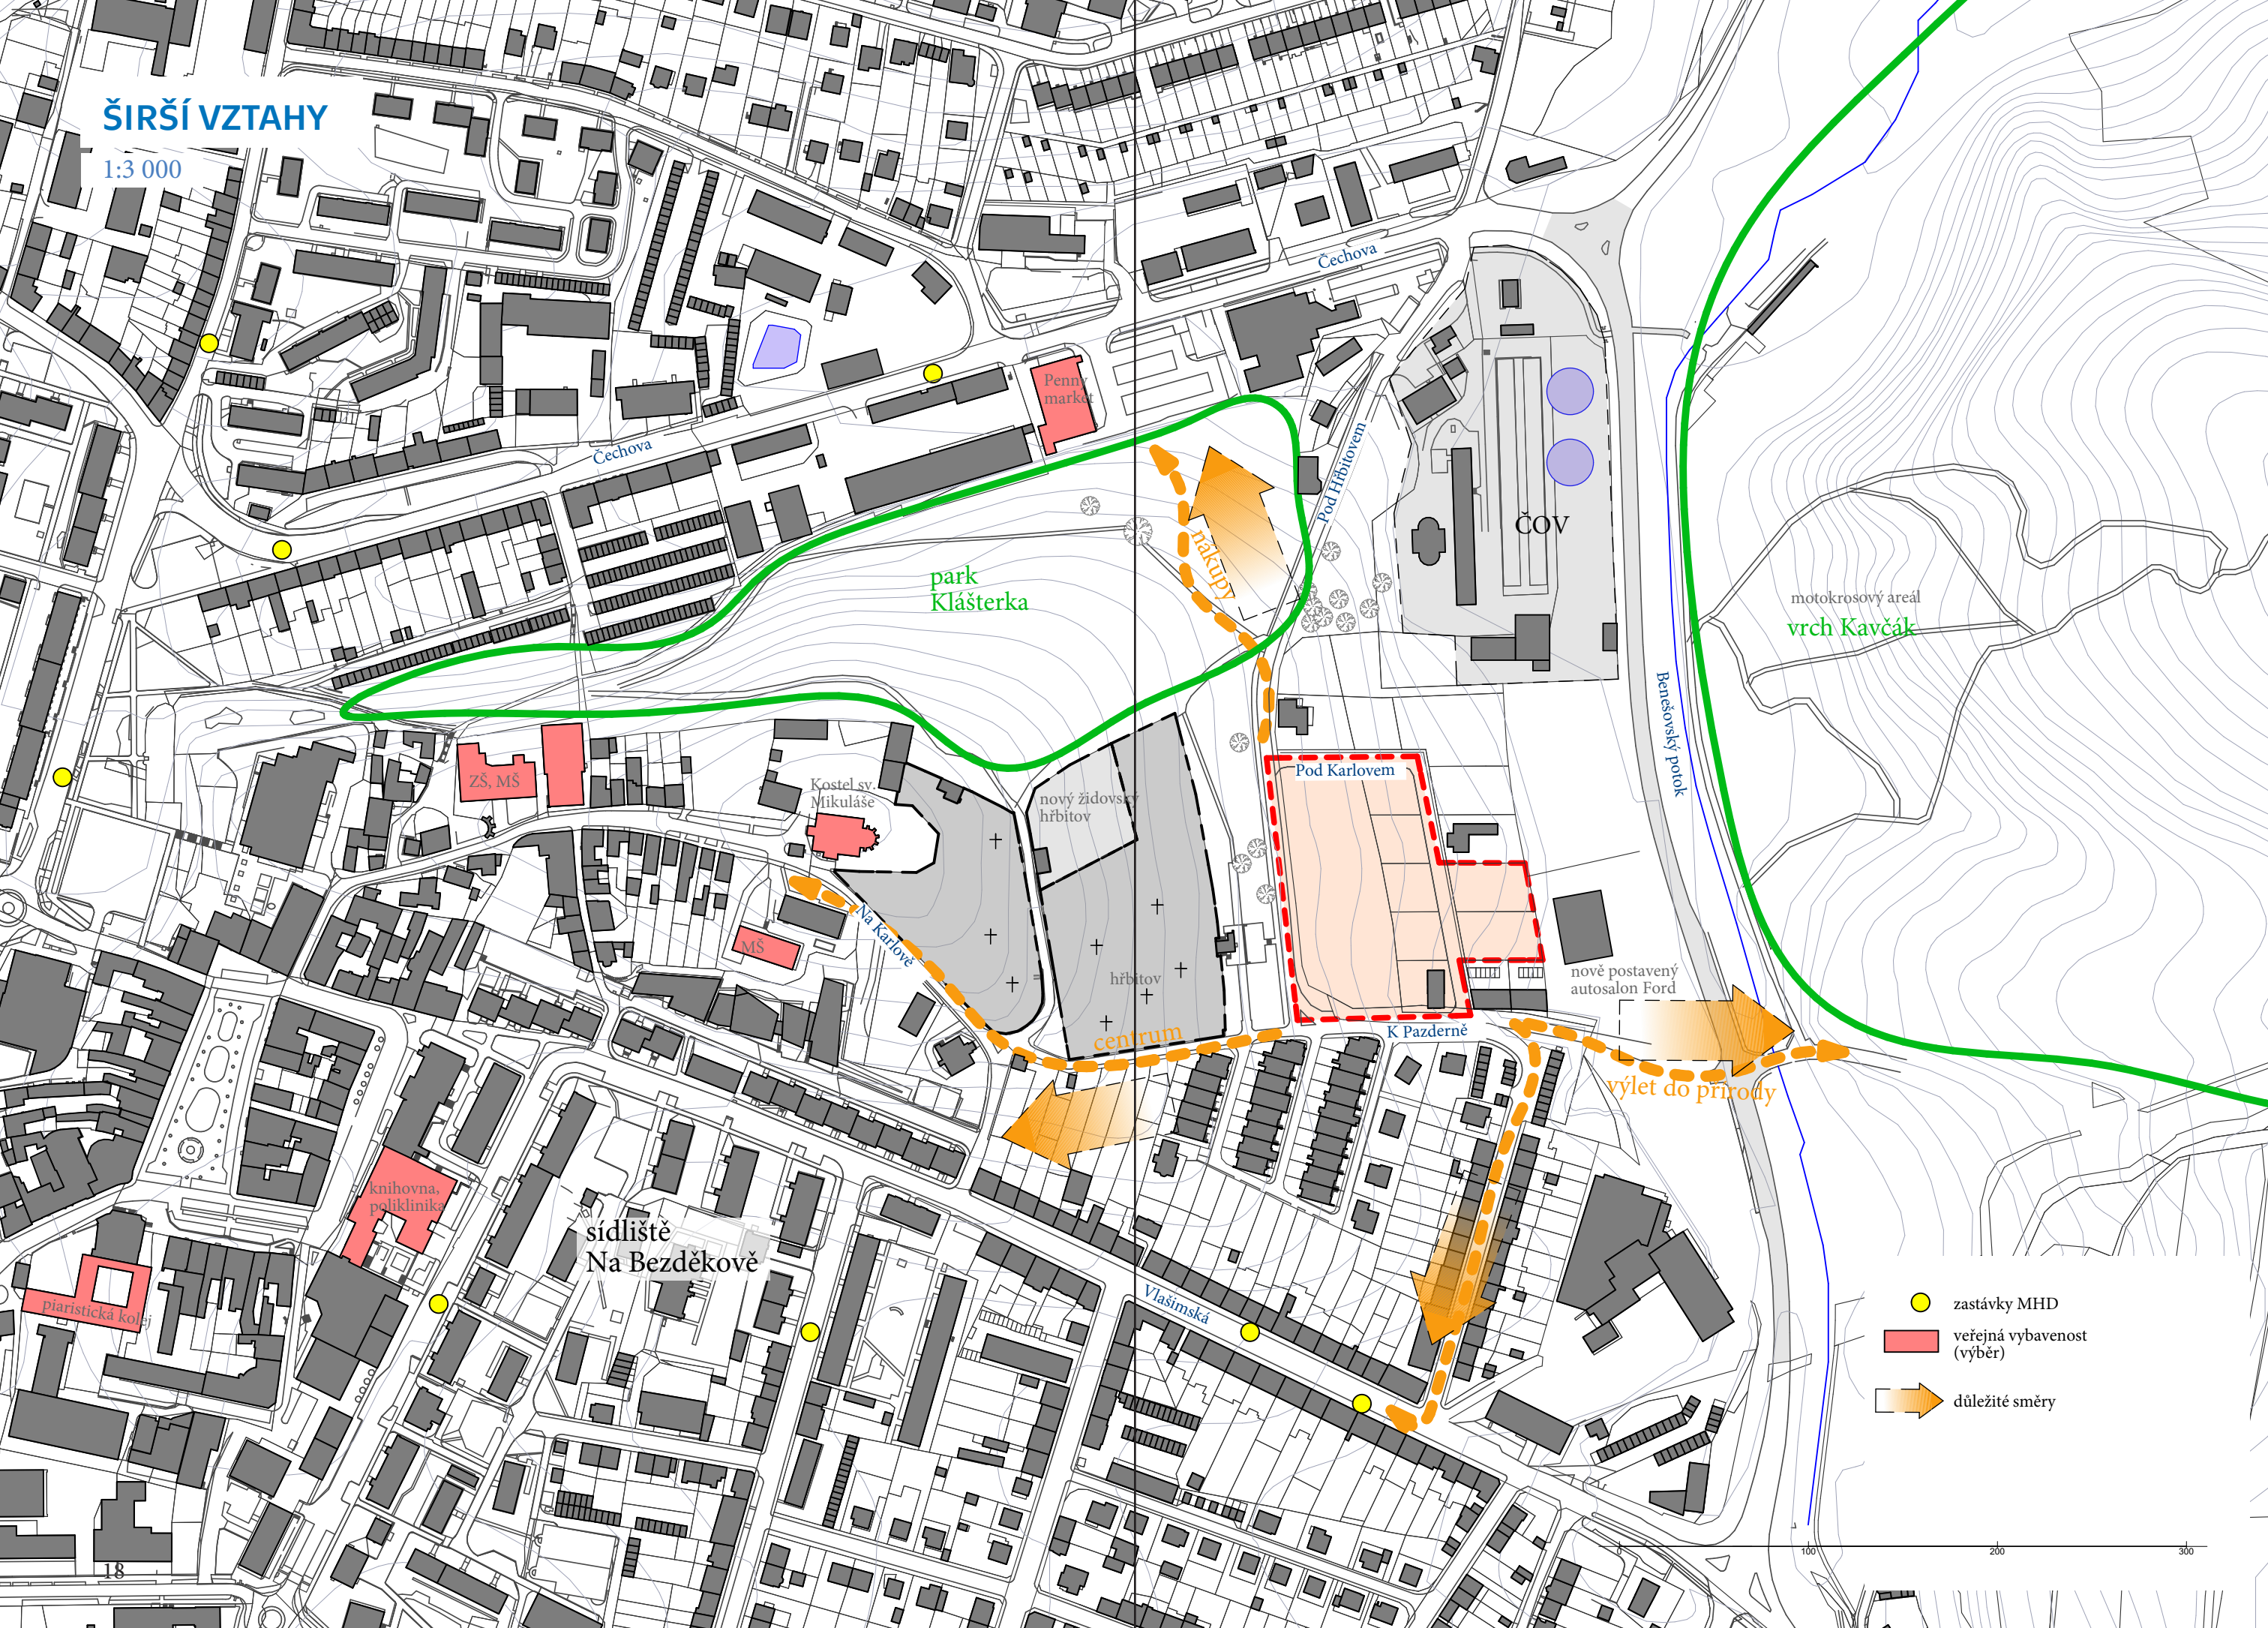 ŠIRŠÍ VZTAHY
1:3 000
Čechova
Penny
market
Čechova
Pod Hřbitovem
nákupy
ČOV
park
Klášterka
motokrosový areál
vrch Kavčák
Benešovský potok
ZŠ, MŠ
Kostel sv.
Mikuláše
nový židovský
hřbitov
Pod Karlovem
MŠ
Na Karlově
hřbitov
nově postavený
autosalon Ford
centrum
K Pazderně
výlet do přírody
knihovna,
poliklinika
sídliště
Na Bezděkově
piaristická kolej
Vlašimská
zastávky MHD
veřejná vybavenost
(výběr)
důležité směry
0 100 200 300
18